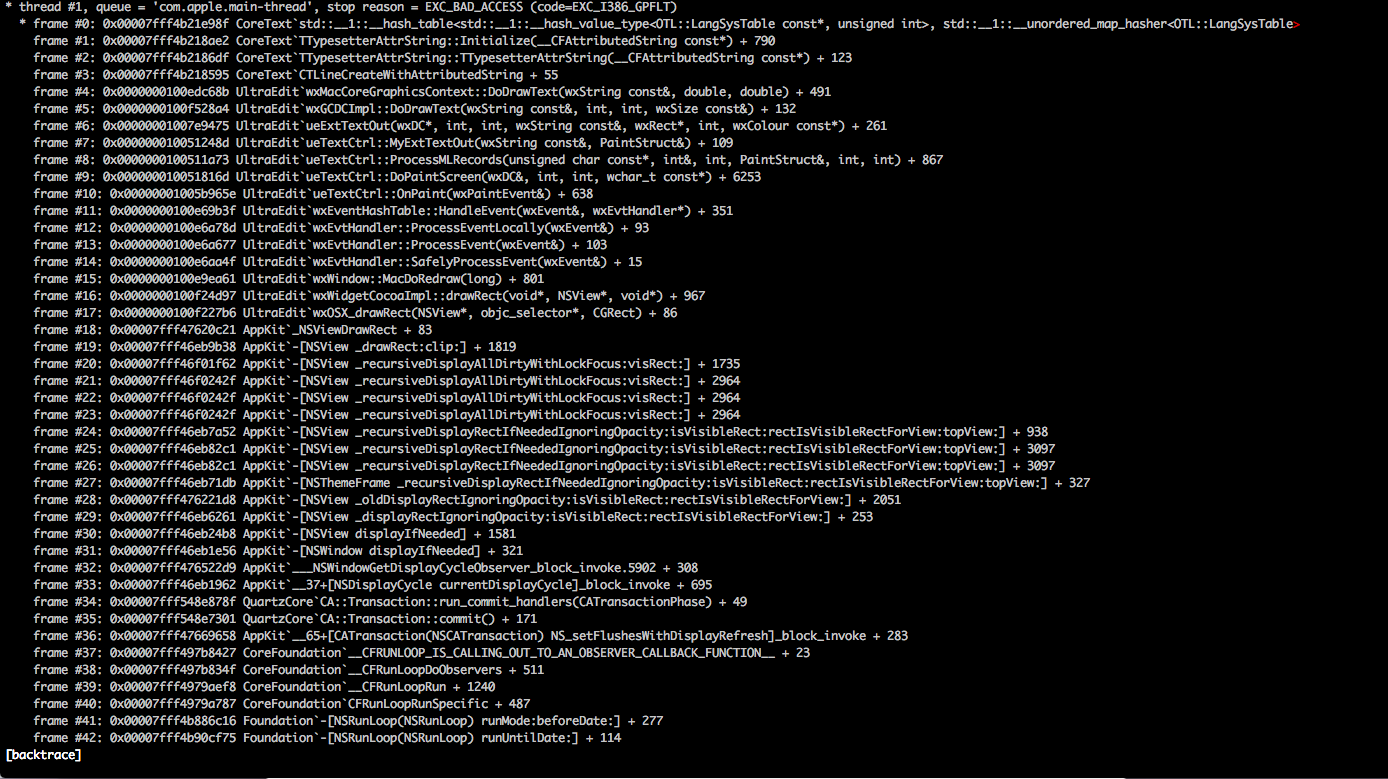 * thread #1, queue = 'com.apple.main-thread', stop reason = EXC_BAD_ACCESS (code=EXC_I386_GPFLT)
* frame #0: 0x00007fff4b21e98f CoreText`std::__1::__hash_table<std::__1::__hash_value_type<OTL::LangSysTable const*, unsigned int>, std::__1::__unordered_map_hasher<OTL::LangSysTable>
frame #1: 0x00007fff4b218ae2 CoreText`TTypesetterAttrString::Initialize(__CFAttributedString const*) + 790
frame #2: 0x00007fff4b2186df CoreText`TTypesetterAttrString::TTypesetterAttrString(__CFAttributedString const*) + 123
frame #3: 0x00007fff4b218595 CoreText`CTLineCreateWithAttributedString + 55
frame #4: 0x0000000100edc68b UltraEdit`wxMacCoreGraphicsContext::DoDrawText(wxString const&, double, double) + 491
frame #5: 0x0000000100f528a4 UltraEdit`wxGCDCImpl::DoDrawText(wxString const&, int, int, wxSize const&) + 132
frame #6: 0x00000001007e9475 UltraEdit`ueExtTextOut(wxDC*, int, int, wxString const&, wxRect*, int, wxColour const*) + 261
frame #7: 0x000000010051248d UltraEdit`ueTextCtrl::MyExtTextOut(wxString const&, PaintStruct&) + 109
frame #8: 0x0000000100511a73 UltraEdit`ueTextCtrl::ProcessMLRecords(unsigned char const*, int&, int, PaintStruct&, int, int) + 867
frame #9: 0x000000010051816d UltraEdit`ueTextCtrl::DoPaintScreen(wxDC&, int, int, wchar_t const*) + 6253
frame #10: 0x00000001005b965e UltraEdit`ueTextCtrl::OnPaint(wxPaintEvent&) + 638
frame #11: 0x0000000100e69b3f UltraEdit`wxEventHashTable::HandleEvent(wxEvent&, wxEvtHandler*) + 351
frame #12: 0x0000000100e6a78d UltraEdit`wxEvtHandler::ProcessEventLocally(wxEvent&) + 93
frame #13: 0x0000000100e6a677 UltraEdit`wxEvtHandler::ProcessEvent(wxEvent&) + 103
frame #14: 0x0000000100e6aa4f UltraEdit`wxEvtHandler::SafelyProcessEvent(wxEvent&) + 15
frame #15: 0x0000000100e9ea61 UltraEdit`wxWindow::MacDoRedraw(long) + 801
frame #16: 0x0000000100f24d97 UltraEdit`wxWidgetCocoaImpl::drawRect(void*, NSView*, void*) + 967
frame #17: 0x0000000100f227b6 UltraEdit`wxOSX_drawRect(NSView*, objc_selector*, CGRect) + 86
frame #18: 0x00007fff47620c21 AppKit`_NSViewDrawRect + 83
frame #19: 0x00007fff46eb9b38 AppKit`-[NSView _drawRect:clip:] + 1819
frame #20: 0x00007fff46f01f62 AppKit`-[NSView _recursiveDisplayAllDirtyWithLockFocus:visRect:] + 1735
frame #21: 0x00007fff46f0242f AppKit`-[NSView _recursiveDisplayAllDirtyWithLockFocus:visRect:] + 2964
frame #22: 0x00007fff46f0242f AppKit`-[NSView _recursiveDisplayAllDirtyWithLockFocus:visRect:] + 2964
frame #23: 0x00007fff46f0242f AppKit`-[NSView _recursiveDisplayAllDirtyWithLockFocus:visRect:] + 2964
frame #24: 0x00007fff46eb7a52 AppKit`-[NSView _recursiveDisplayRectIfNeededIgnoringOpacity:isVisibleRect:rectIsVisibleRectForView:topView:] + 938
frame #25: 0x00007fff46eb82c1 AppKit`-[NSView _recursiveDisplayRectIfNeededIgnoringOpacity:isVisibleRect:rectIsVisibleRectForView:topView:] + 3097
frame #26: 0x00007fff46eb82c1 AppKit`-[NSView _recursiveDisplayRectIfNeededIgnoringOpacity:isVisibleRect:rectIsVisibleRectForView:topView:] + 3097
frame #27: 0x00007fff46eb71db AppKit`-[NSThemeFrame _recursiveDisplayRectIfNeededIgnoringOpacity:isVisibleRect:rectIsVisibleRectForView:topView:] + 327
frame #28: 0x00007fff476221d8 AppKit`-[NSView _oldDisplayRectIgnoringOpacity:isVisibleRect:rectIsVisibleRectForView:] + 2051
frame #29: 0x00007fff46eb6261 AppKit`-[NSView _displayRectIgnoringOpacity:isVisibleRect:rectIsVisibleRectForView:] + 253
frame #30: 0x00007fff46eb24b8 AppKit`-[NSView displayIfNeeded] + 1581
frame #31: 0x00007fff46eb1e56 AppKit`-[NSWindow displayIfNeeded] + 321
frame #32: 0x00007fff476522d9 AppKit`___NSWindowGetDisplayCycleObserver_block_invoke.5902 + 308
frame #33: 0x00007fff46eb1962 AppKit`__37+[NSDisplayCycle currentDisplayCycle]_block_invoke + 695
frame #34: 0x00007fff548e878f QuartzCore`CA::Transaction::run_commit_handlers(CATransactionPhase) + 49
frame #35: 0x00007fff548e7301 QuartzCore`CA::Transaction::commit() + 171
frame #36: 0x00007fff47669658 AppKit`__65+[CATransaction(NSCATransaction) NS_setFlushesWithDisplayRefresh]_block_invoke + 283
frame #37: 0x00007fff497b8427 CoreFoundation`__CFRUNLOOP_IS_CALLING_OUT_TO_AN_OBSERVER_CALLBACK_FUNCTION__ + 23
frame #38: 0x00007fff497b834f CoreFoundation`__CFRunLoopDoObservers + 511
frame #39: 0x00007fff4979aef8 CoreFoundation`__CFRunLoopRun + 1240
frame #40: 0x00007fff4979a787 CoreFoundation`CFRunLoopRunSpecific + 487
frame #41: 0x00007fff4b886c16 Foundation`-[NSRunLoop(NSRunLoop) runMode:beforeDate:] + 277
frame #42: 0x00007fff4b90cf75 Foundation`-[NSRunLoop(NSRunLoop) runUntilDate:] + 114
[backtrace]